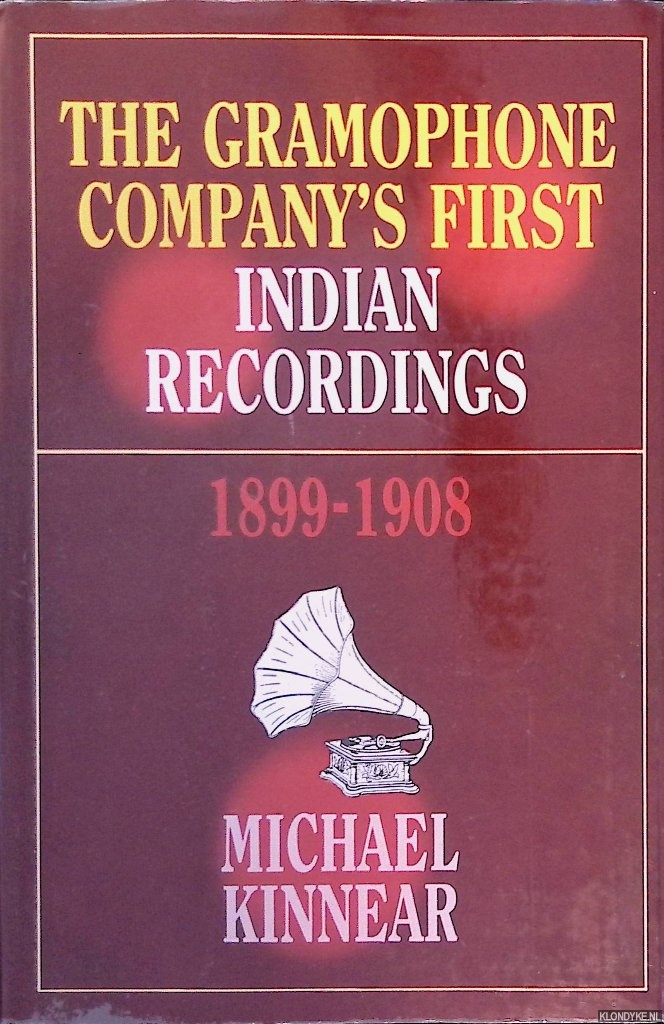 THE GRAMOPHONE
COMPANY'S FIRST
INDIAN
RECORDINGS
1899-1908
MICHAEL
KINNEAR
KLONDYKE.NL